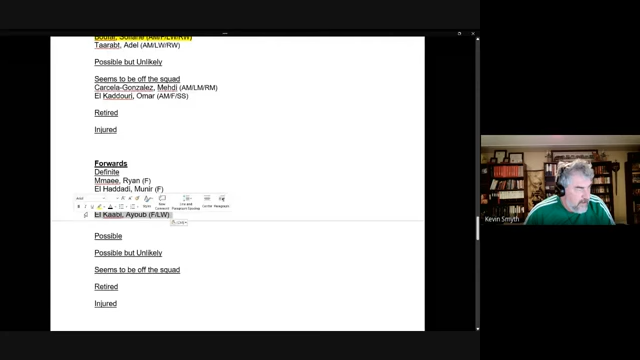 Boufal, Sofiane (AM/F/LW/RW)
Taarabt, Adel (AM/LW/RW)
Possible but Unlikely
Seems to be off the squad
Carcela-Gonzalez, Mehdi (AM/LM/RM)
El Kaddouri, Omar (AM/F/SS)
Retired
Injured
Forwards
Definite
Mmaee, Ryan (F)
El Haddadi, Munir (F)
El Kaabi, Ayoub (F/LW)
Possible
Possible but Unlikely
Seems to be off the squad
Retired
Injured
Kevin Smyth